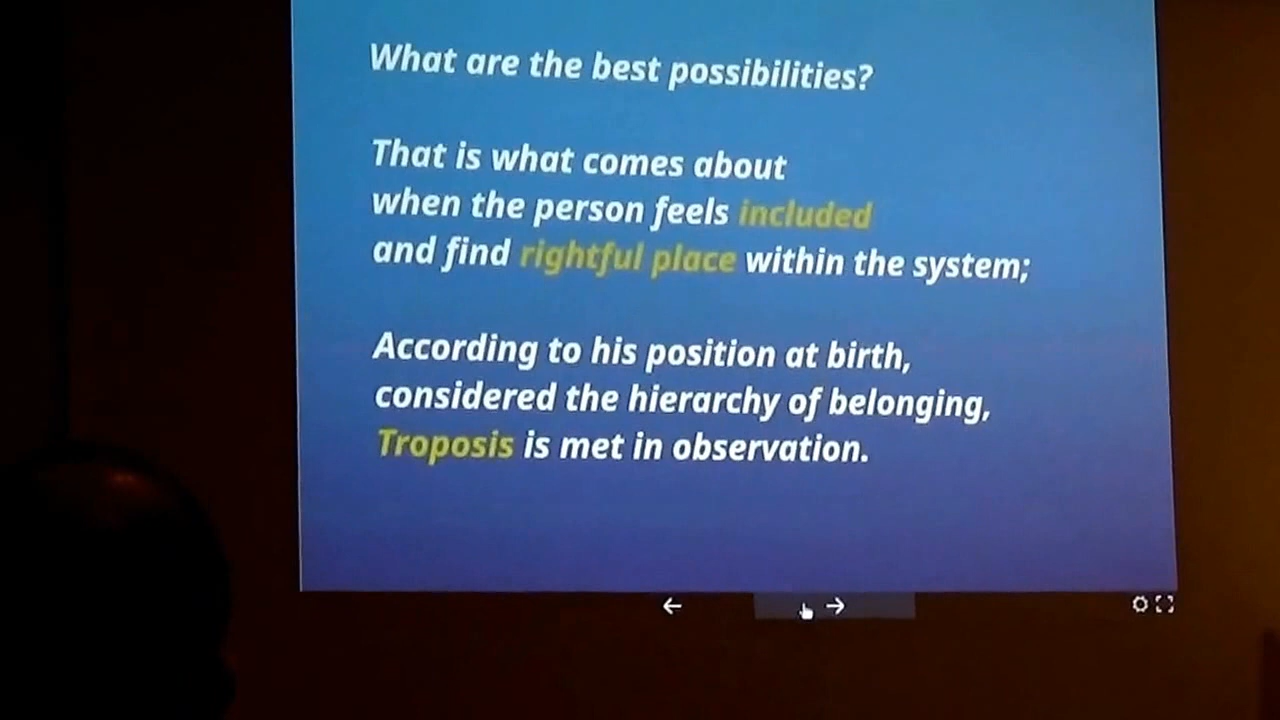 What are the best possibilities?
That is what comes about
when the person feels included
and find rightful place within the system;
According to his position at birth,
considered the hierarchy of belonging,
Troposis is met in observation.